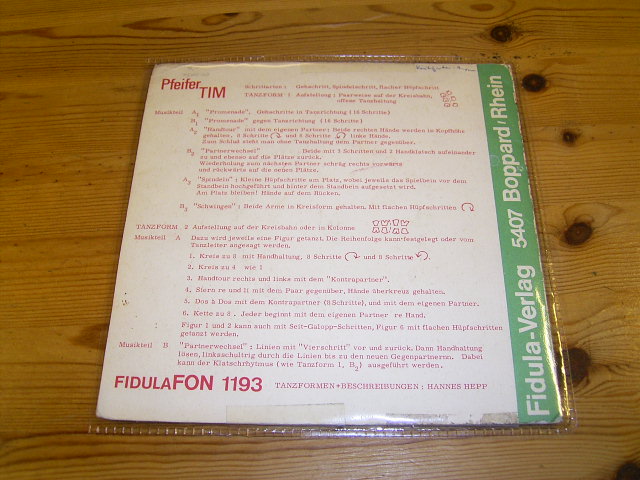 Pfeifer TIM
Schrittarten: Gehschritt, Spindelschritt, flacher Hüpfschritt
TANZFORM 1 Aufstellung: Paarweise auf der Kreisbahn,
offene Tanzhaltung
Musikteil A1 "Promenade", Gehschritte in Tanzrichtung (16 Schritte)
B1 "Promenade" gegen Tanzrichtung (16 Schritte)
A2 "Handtour" mit dem eigenen Partner: Beide rechten Hände werden in Kopfhöhe
gehalten, 8 Schritte und 8 Schritte linke Hände.
Zum Schluß steht man ohne Tanzhaltung dem Partner gegenüber.
B2 "Partnerwechsel" Beide mit 3 Schritten und 2 Handklatsch aufeinander
zu und ebenso auf die Plätze zurück.
Wiederholung zum nächsten Partner schräg rechts vorwärts
und rückwärts auf die neuen Plätze.
A3 "Spindeln": Kleine Hüpfschritte am Platz, wobei jeweils das Spielbein vor dem
Standbein hochgeführt und hinter dem Standbein aufgesetzt wird.
Am Platz bleiben! Hände auf dem Rücken.
B3 "Schwingen": Beide Arme in Kreisform gehalten. Mit flachen Hüpfschritten
TANZFORM 2 Aufstellung auf der Kreisbahn oder in Kolonne
Musikteil A Dazu wird jeweils eine Figur getanzt. Die Reihenfolge kann festgelegt oder vom
Tanzleiter angesagt werden.
1. Kreis zu 8 mit Handhaltung, 8 Schritte und 8 Schritte .
2. Kreis zu 4 wie 1
3. Handtour rechts und links mit dem "Kontrapartner".
4. Stern re und li mit dem Paar gegenüber, Hände überkreuz gehalten.
5. Dos à Dos mit dem Kontrapartner (8 Schritte), und mit dem eigenen Partner.
6. Kette zu 8. Jeder beginnt mit dem eigenen Partner re Hand.
Figur 1 und 2 kann auch mit Seit-Galopp-Schritten, Figur 6 mit flachen Hüpfschritten
getanzt werden.
Musikteil B "Partnerwechsel": Linien mit "Vierschritt" vor und zurück. Dann Handhaltung
lösen, linksschultrig durch die Linien bis zu den neuen Gegenpartnern. Dabei
kann der Klatschrhytmus (wie Tanzform 1, B2) ausgeführt werden.
FIDULAFON 1193 TANZFORMEN+BESCHREIBUNGEN: HANNES HEPP
Fidula-Verlag 5407 Boppard/Rhein